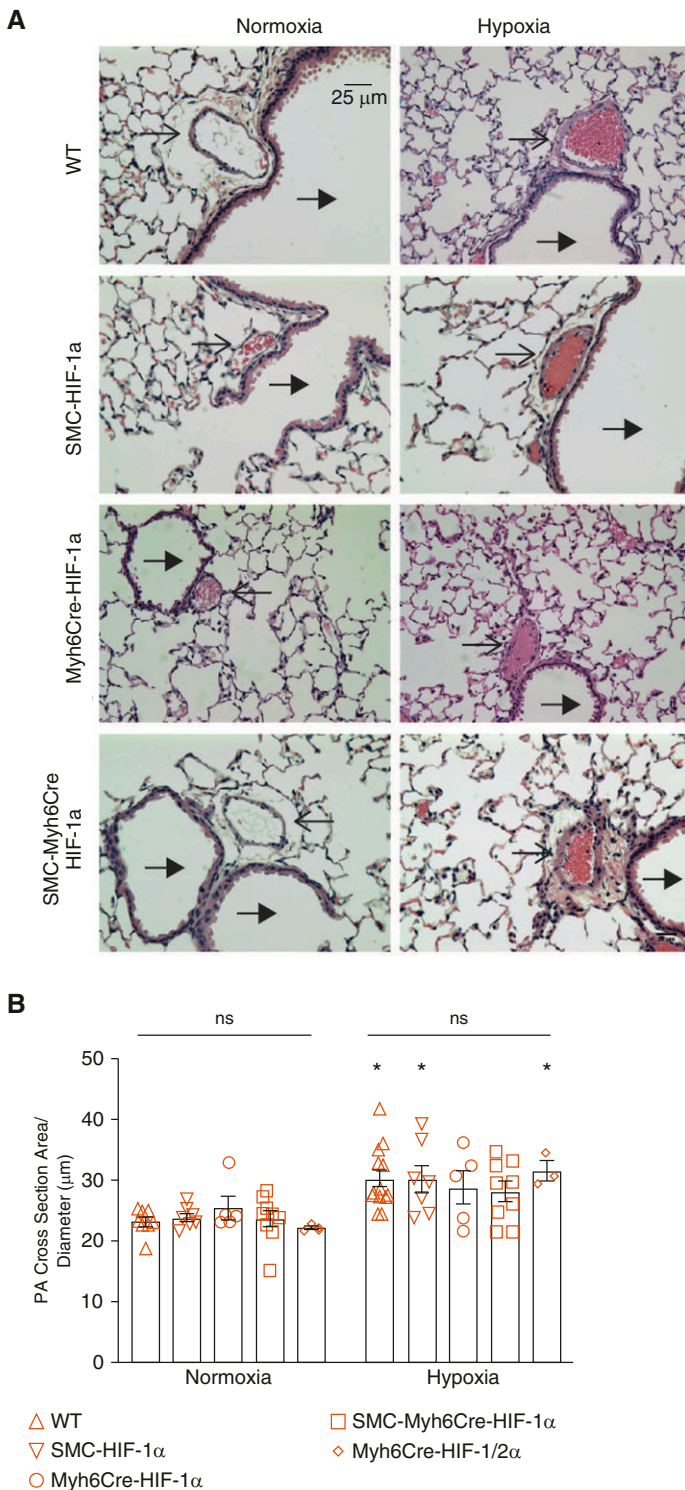 A
Normoxia
Hypoxia
25 μm
WT
SMC-HIF-1a
Myh6Cre-HIF-1a
SMC-Myh6Cre
HIF-1a
B
ns
ns
* * *
50
40
30
20
10
0
PA Cross Section Area/
Diameter (μm)
Normoxia
Hypoxia
WT
SMC-HIF-1α
Myh6Cre-HIF-1α
SMC-Myh6Cre-HIF-1α
Myh6Cre-HIF-1/2α